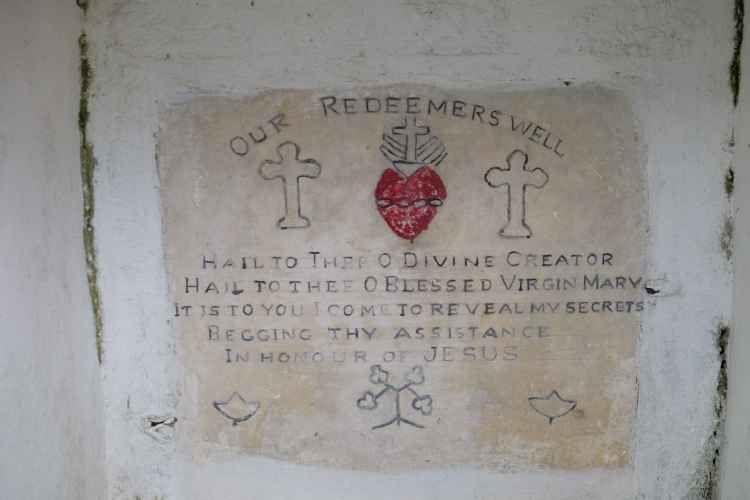 OUR REDEEMERS WELL
HAIL TO THEE O DIVINE CREATOR
HAIL TO THEE O BLESSED VIRGIN MARY
IT IS TO YOU I COME TO REVEAL MY SECRETS
BEGGING THY ASSISTANCE
IN HONOUR OF JESUS